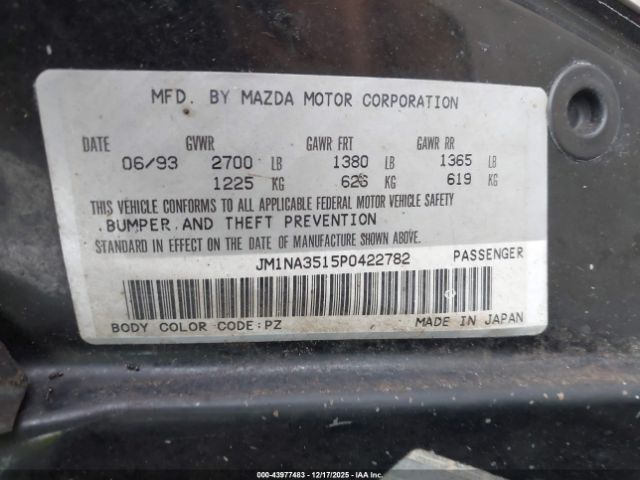 MFD. BY MAZDA MOTOR CORPORATION
DATE GVWR GAWR FRT GAWR RR
06/93 2700 LB 1380 LB 1365 LB
1225 KG 626 KG 619 KG
THIS VEHICLE CONFORMS TO ALL APPLICABLE FEDERAL MOTOR VEHICLE SAFETY
BUMPER AND THEFT PREVENTION
STANDARD IN EFFECT ON THE DATE OF MANUFACTURE SHOWN ABOVE.
JM1NA3515P0422782 PASSENGER
BODY COLOR CODE:PZ MADE IN JAPAN
00-43977483 - 12/17/2025 - IAA HOLDINGS, LLC